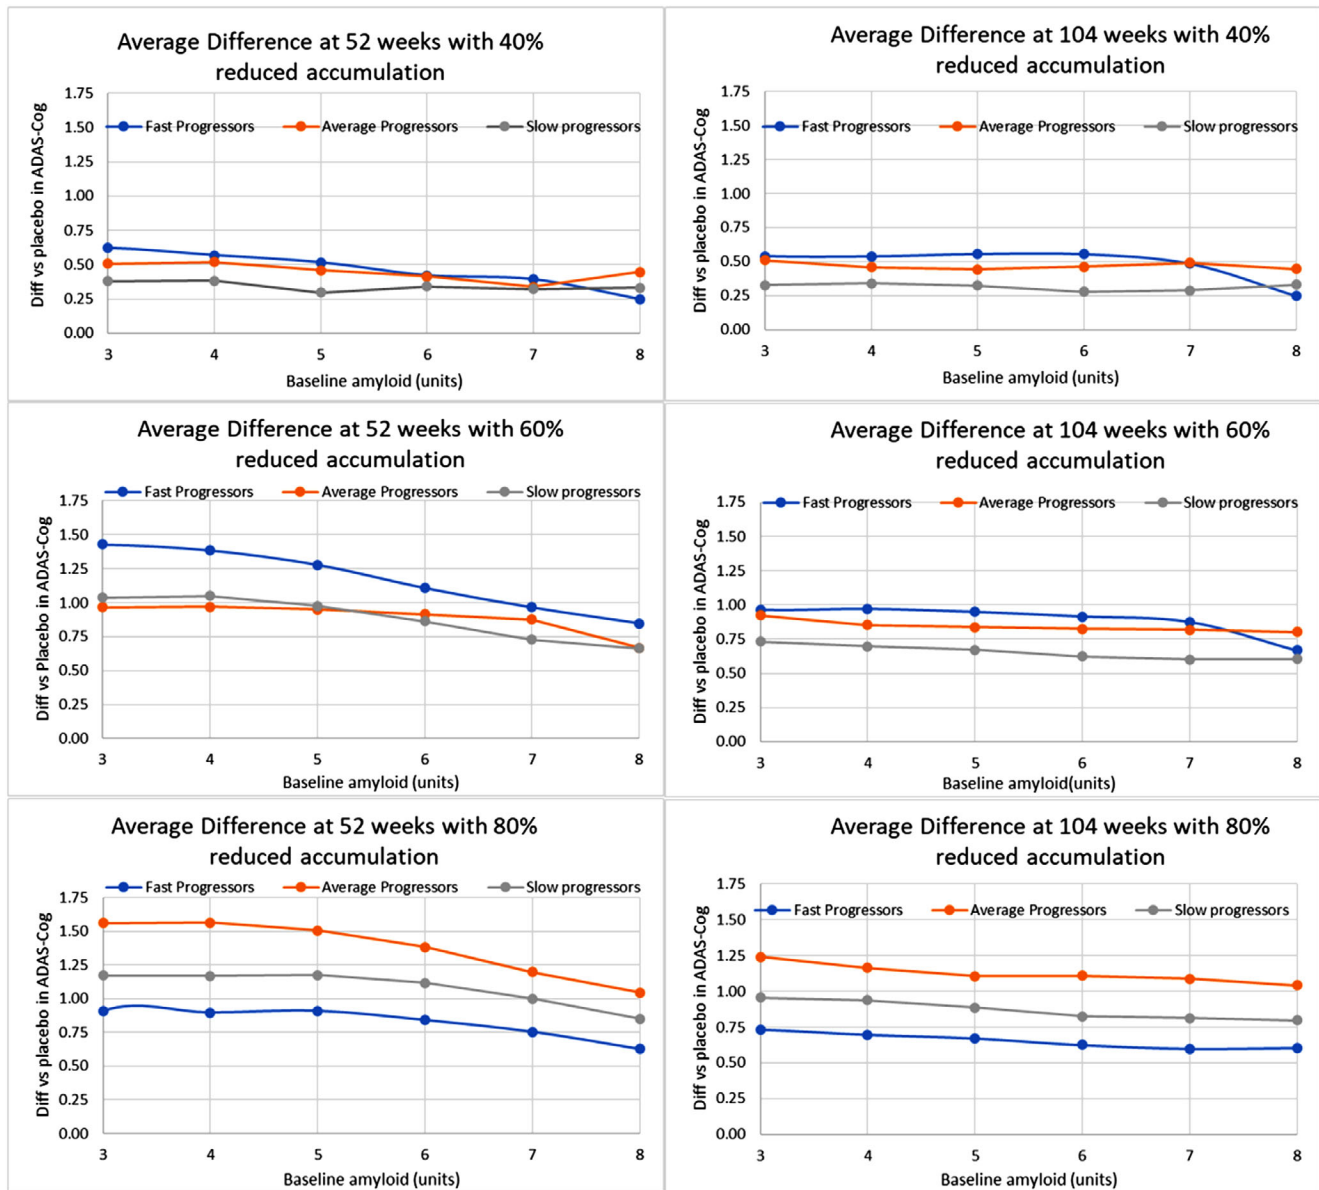 Average Difference at 52 weeks with 40%
reduced accumulation
Diff vs placebo in ADAS-Cog
1.75
Fast Progressors Average Progressors Slow progressors
1.50
1.25
1.00
0.75
0.50
0.25
0.00
3 4 5 6 7 8
Baseline amyloid (units)
Average Difference at 104 weeks with 40%
reduced accumulation
Diff vs placebo in ADAS-Cog
1.75
1.50
Fast Progressors Average Progressors Slow progressors
1.25
1.00
0.75
0.50
0.25
0.00
3 4 5 6 7 8
Baseline amyloid (units)
Average Difference at 52 weeks with 60%
reduced accumulation
Fast Progressors Average Progressors Slow progressors
Diff vs Placebo in ADAS-Cog
1.75
1.50
1.25
1.00
0.75
0.50
0.25
0.00
3 4 5 6 7 8
Baseline amyloid (units)
Average Difference at 104 weeks with 60%
reduced accumulation
Diff vs placebo in ADAS-Cog
1.75
Fast Progressors Average Progressors Slow progressors
1.50
1.25
1.00
0.75
0.50
0.25
0.00
3 4 5 6 7 8
Baseline amyloid(units)
Average Difference at 52 weeks with 80%
reduced accumulation
Fast Progressors Average Progressors Slow progressors
Diff vs placebo in ADAS-Cog
1.75
1.50
1.25
1.00
0.75
0.50
0.25
0.00
3 4 5 6 7 8
Baseline amyloid (units)
Average Difference at 104 weeks with 80%
reduced accumulation
Diff vs placebo in ADAS-Cog
1.75
Fast Progressors Average Progressors Slow progressors
1.50
1.25
1.00
0.75
0.50
0.25
0.00
3 4 5 6 7 8
Baseline amyloid (units)